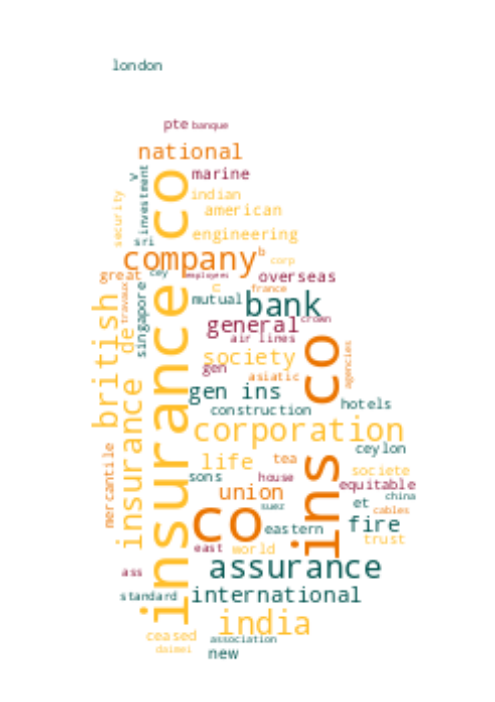 london
pte
banque
national
marine
v
investment
insurance co
security
indian
american
engineering
sri
company
b
corp
great
cey
employees
overseas
c
france
travaux
singapore
mutual
bank
british
de
general
crown
air lines
ins co
society
agencies
gen
asiatic
insurance
gen ins
construction
hotels
corporation
mercantile
ceylon
life
tea
societe
sons
house
equitable
union
china
et
suez
cables
co
eastern
fire
trust
east
world
ass
assurance
standard
international
india
ceased
association
daimei
new